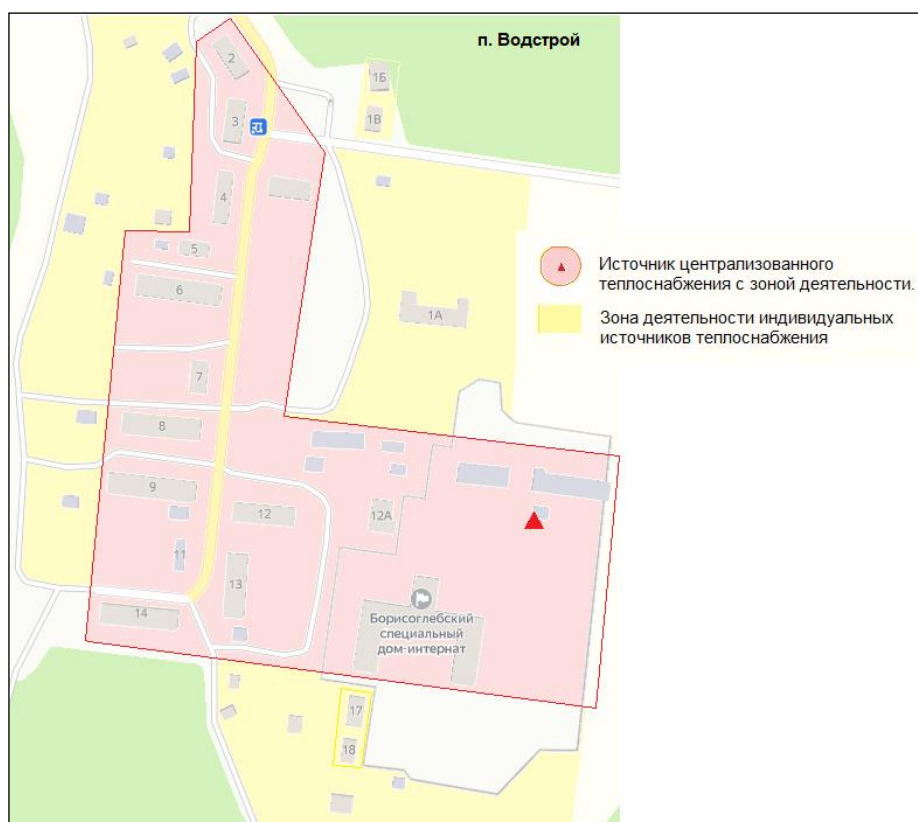 п. Водстрой
2
1Б
3
1В
4
5
6
1А
Источник централизованного
теплоснабжения с зоной деятельности.
Зона деятельности индивидуальных
источников теплоснабжения
7
8
9
12
12А
11
13
14
Борисоглебский
специальный
дом-интернат
17
18